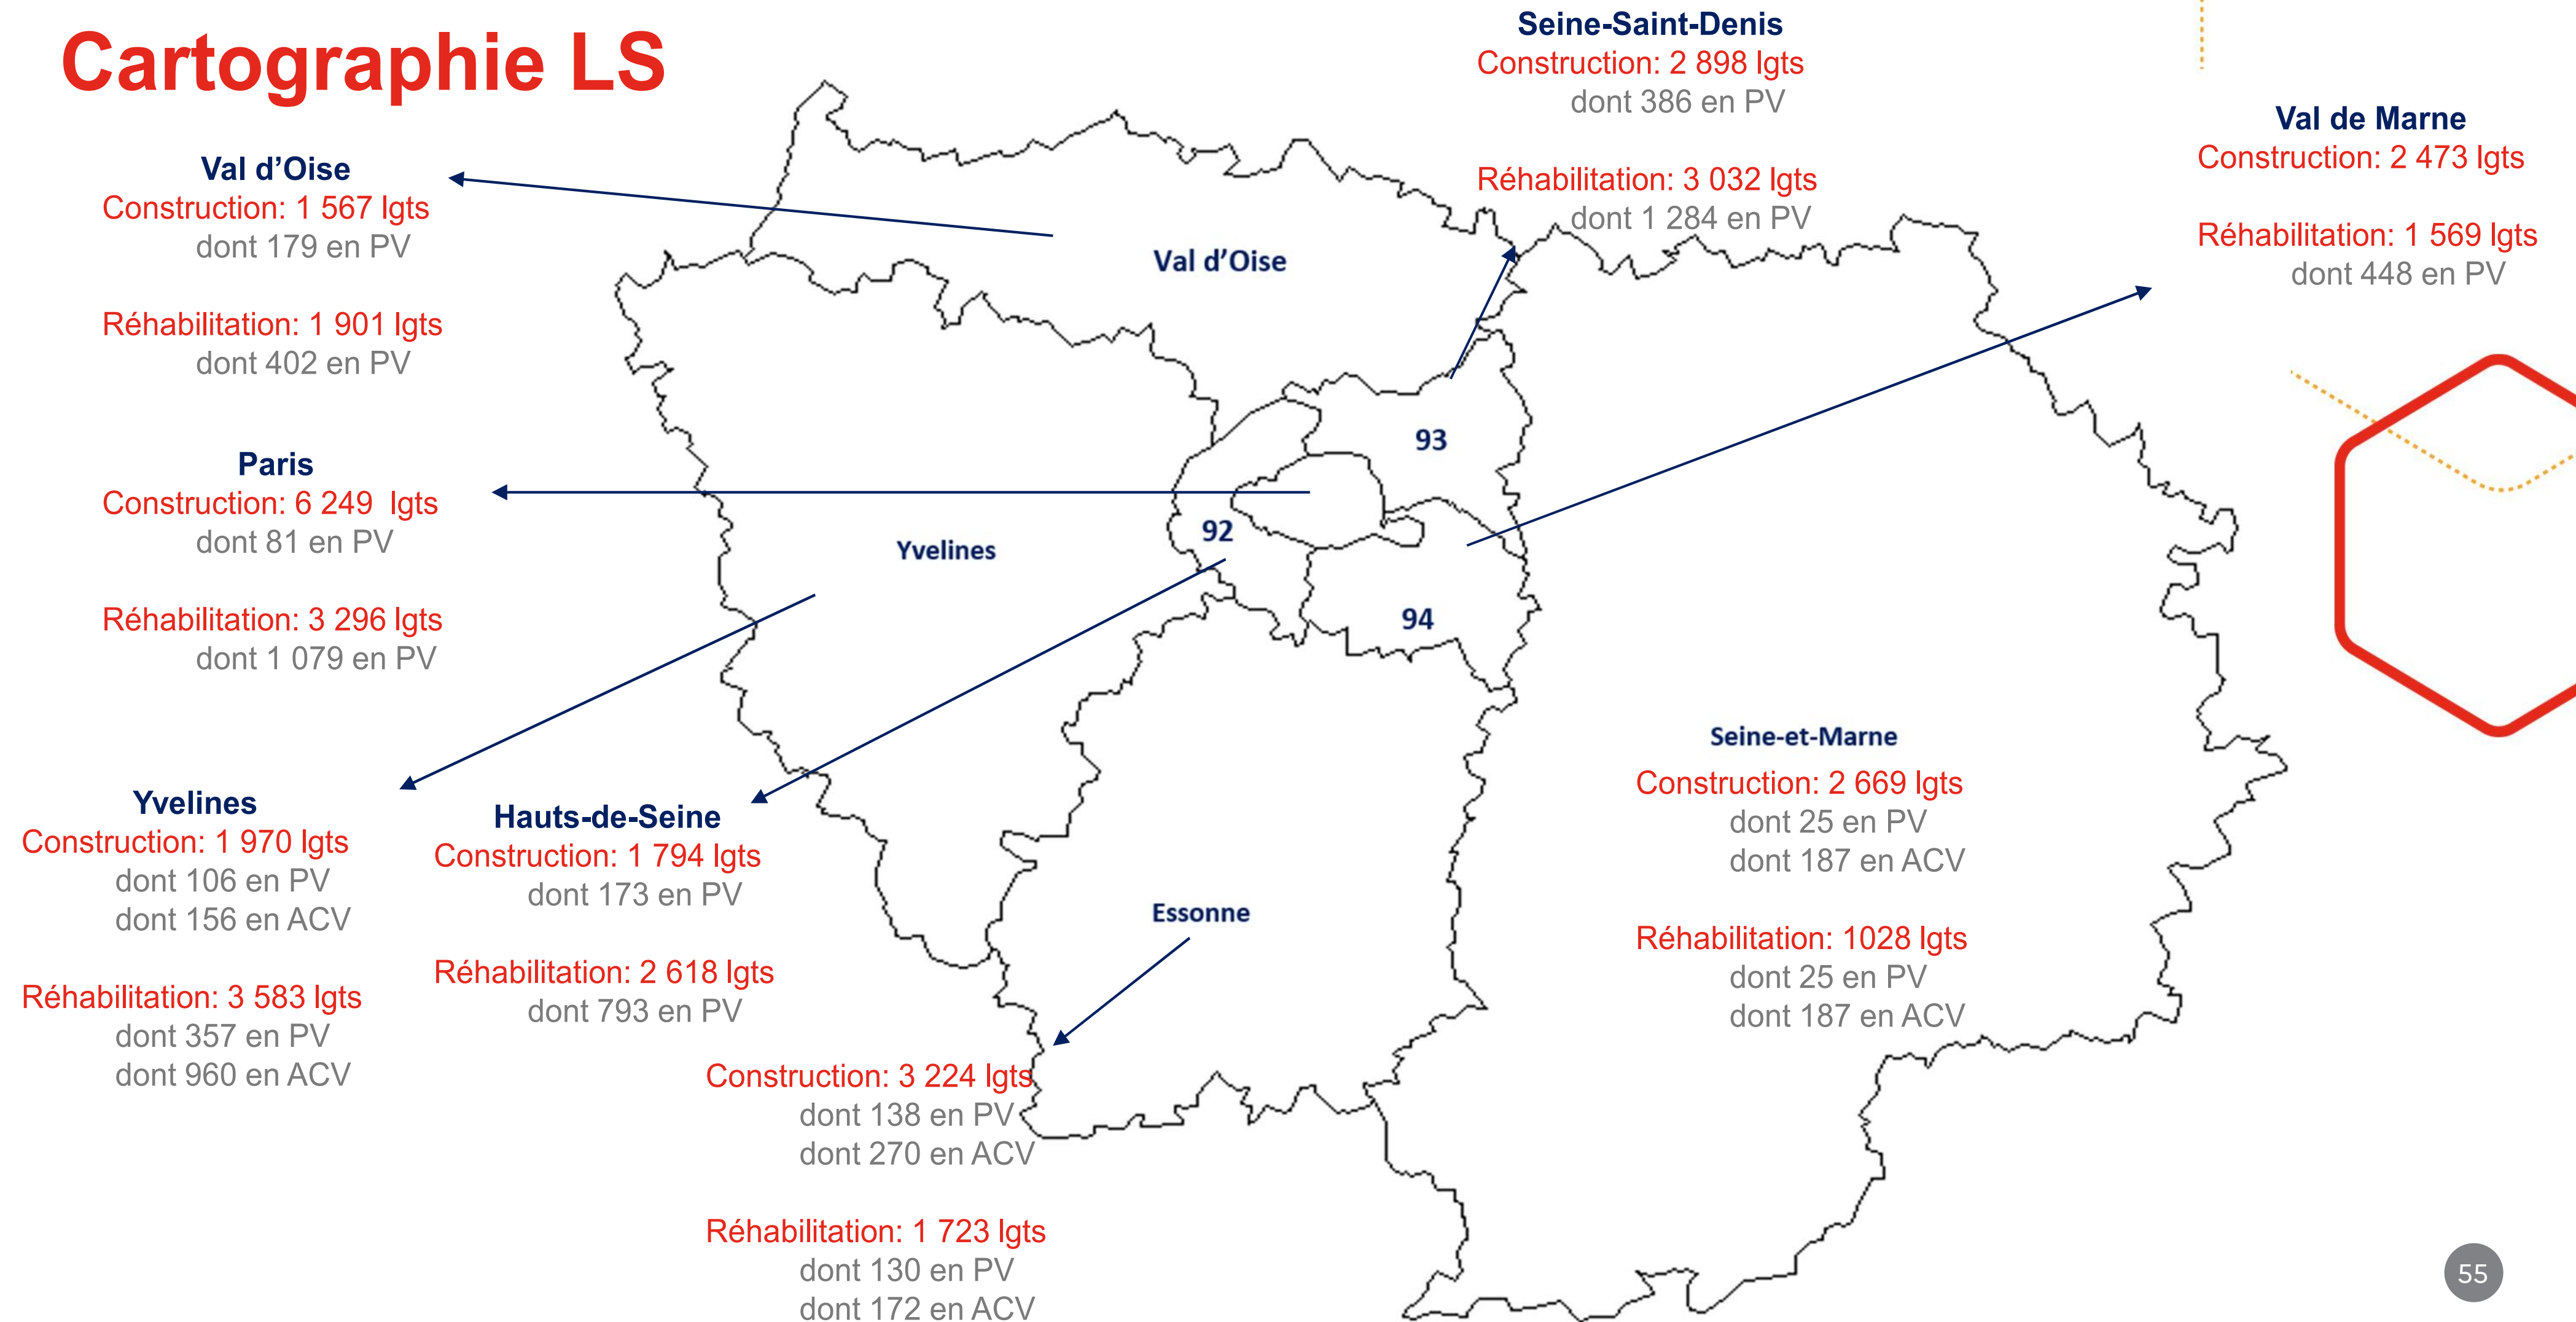 Cartographie LS
Val d’Oise
Construction: 1 567 lgts
dont 179 en PV
Réhabilitation: 1 901 lgts
dont 402 en PV
Paris
Construction: 6 249 lgts
dont 81 en PV
Réhabilitation: 3 296 lgts
dont 1 079 en PV
Yvelines
Construction: 1 970 lgts
dont 106 en PV
dont 156 en ACV
Réhabilitation: 3 583 lgts
dont 357 en PV
dont 960 en ACV
Hauts-de-Seine
Construction: 1 794 lgts
dont 173 en PV
Réhabilitation: 2 618 lgts
dont 793 en PV
Construction: 3 224 lgts
dont 138 en PV
dont 270 en ACV
Réhabilitation: 1 723 lgts
dont 130 en PV
dont 172 en ACV
Seine-Saint-Denis
Construction: 2 898 lgts
dont 386 en PV
Réhabilitation: 3 032 lgts
dont 1 284 en PV
Val de Marne
Construction: 2 473 lgts
Réhabilitation: 1 569 lgts
dont 448 en PV
Val d’Oise
Yvelines
92
93
94
Essonne
Seine-et-Marne
Construction: 2 669 lgts
dont 25 en PV
dont 187 en ACV
Réhabilitation: 1028 lgts
dont 25 en PV
dont 187 en ACV
55